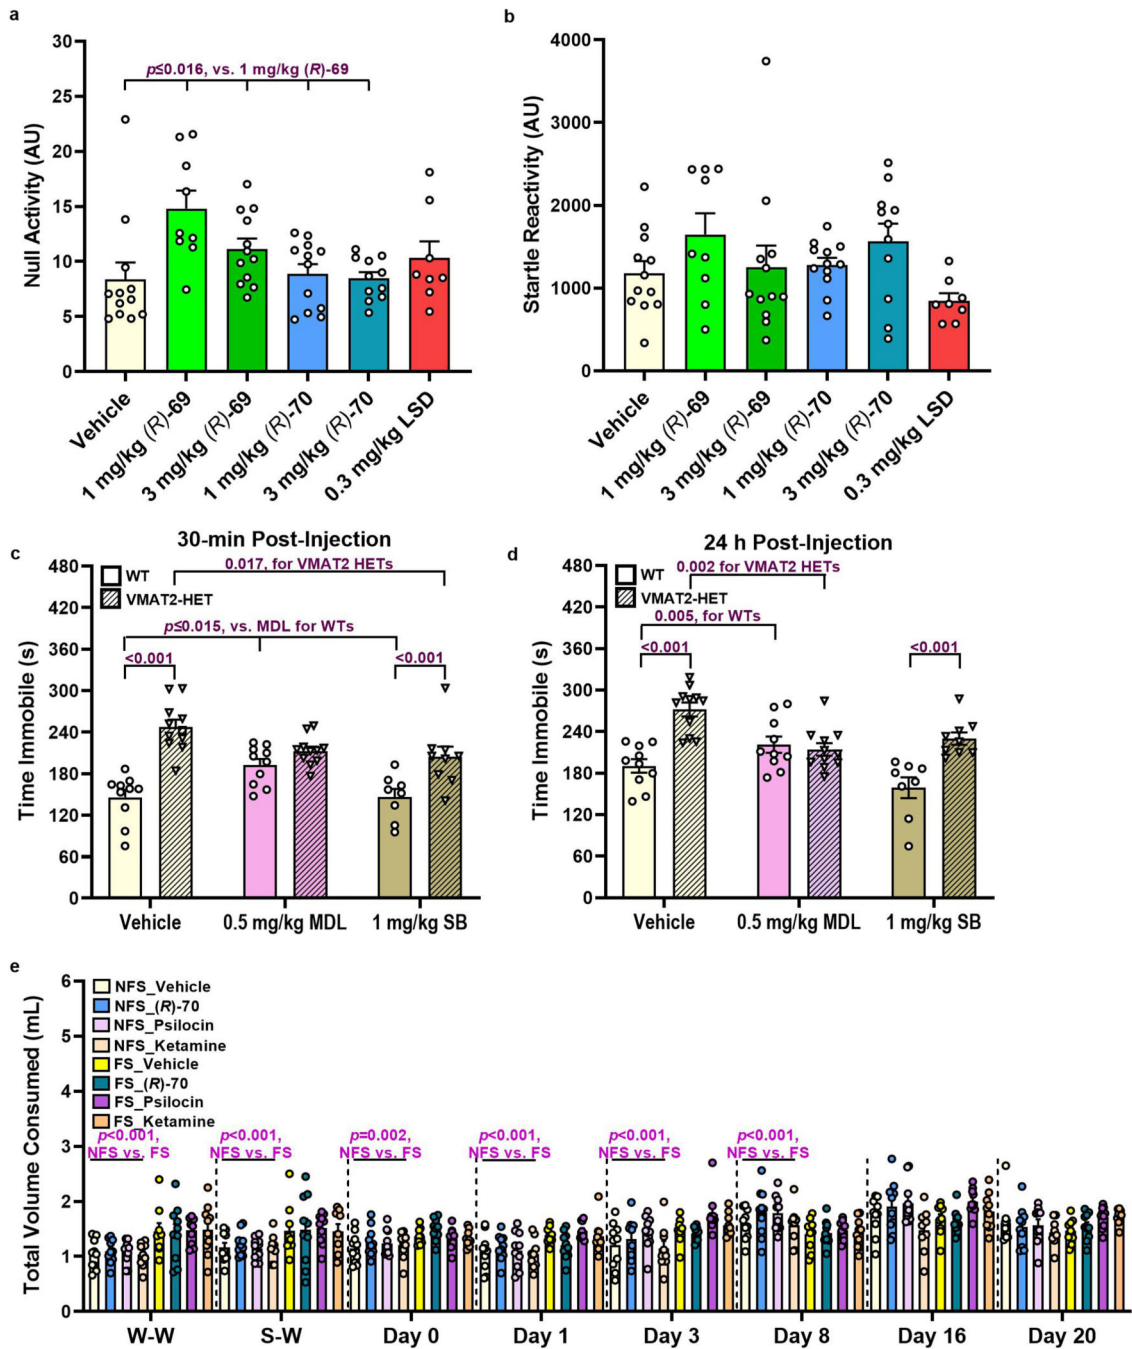 a
Null Activity (AU)
30
25
20
15
10
5
0
p≤0.016, vs. 1 mg/kg (R)-69
Vehicle
1 mg/kg (R)-69
3 mg/kg (R)-69
1 mg/kg (R)-70
3 mg/kg (R)-70
0.3 mg/kg LSD
b
Startle Reactivity (AU)
4000
3000
2000
1000
0
Vehicle
1 mg/kg (R)-69
3 mg/kg (R)-69
1 mg/kg (R)-70
3 mg/kg (R)-70
0.3 mg/kg LSD
c
30-min Post-Injection
Time Immobile (s)
480
420
360
300
240
180
120
60
0
WT
VMAT2-HET
0.017, for VMAT2 HETs
p≤0.015, vs. MDL for WTs
<0.001
<0.001
Vehicle
0.5 mg/kg MDL
1 mg/kg SB
d
24 h Post-Injection
Time Immobile (s)
480
420
360
300
240
180
120
60
0
WT
VMAT2-HET
0.002 for VMAT2 HETs
0.005, for WTs
<0.001
<0.001
Vehicle
0.5 mg/kg MDL
1 mg/kg SB
e
Total Volume Consumed (mL)
6
5
4
3
2
1
0
NFS_Vehicle
NFS_(R)-70
NFS_Psilocin
NFS_Ketamine
FS_Vehicle
FS_(R)-70
FS_Psilocin
FS_Ketamine
p<0.001,
NFS vs. FS
p<0.001,
NFS vs. FS
p=0.002,
NFS vs. FS
p<0.001,
NFS vs. FS
p<0.001,
NFS vs. FS
p<0.001,
NFS vs. FS
W-W
S-W
Day 0
Day 1
Day 3
Day 8
Day 16
Day 20